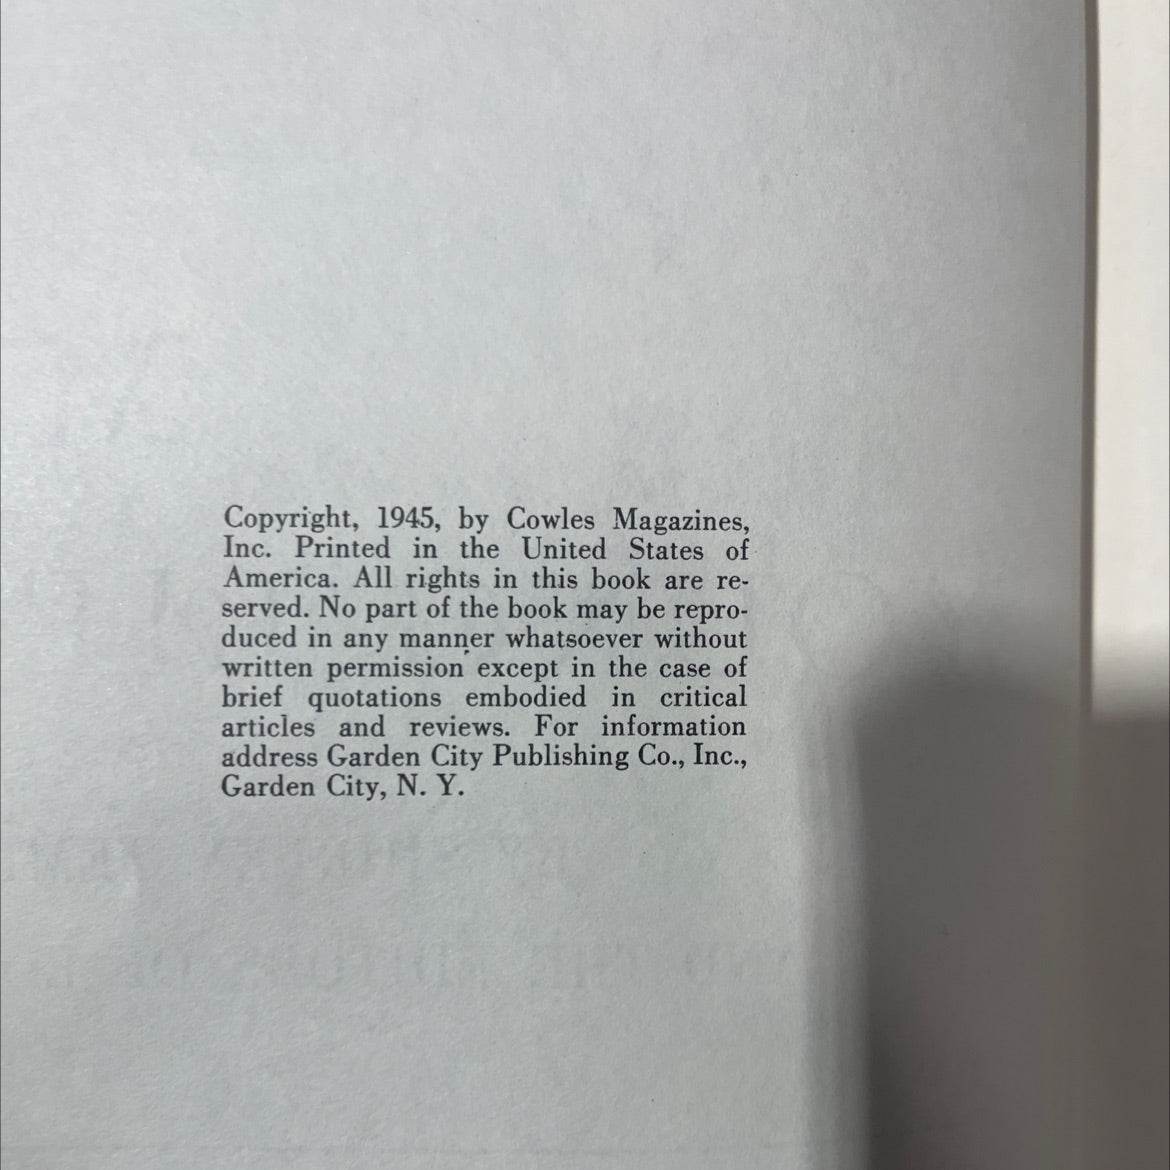 Copyright, 1945, by Cowles Magazines,
Inc. Printed in the United States of
America. All rights in this book are re-
served. No part of the book may be repro-
duced in any manner whatsoever without
written permission except in the case of
brief quotations embodied in critical
articles and reviews. For information
address Garden City Publishing Co., Inc.,
Garden City, N. Y.